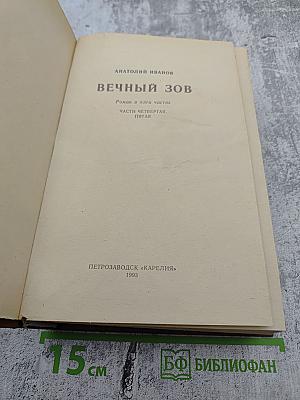 АНАТОЛИЙ ИВАНОВ
ВЕЧНЫЙ ЗОВ
Роман в пяти частях
ЧАСТИ ЧЕТВЕРТАЯ,
ПЯТАЯ
ПЕТРОЗАВОДСК «КАРЕЛИЯ»
1993
15 см
БФ БИБЛИОФАН